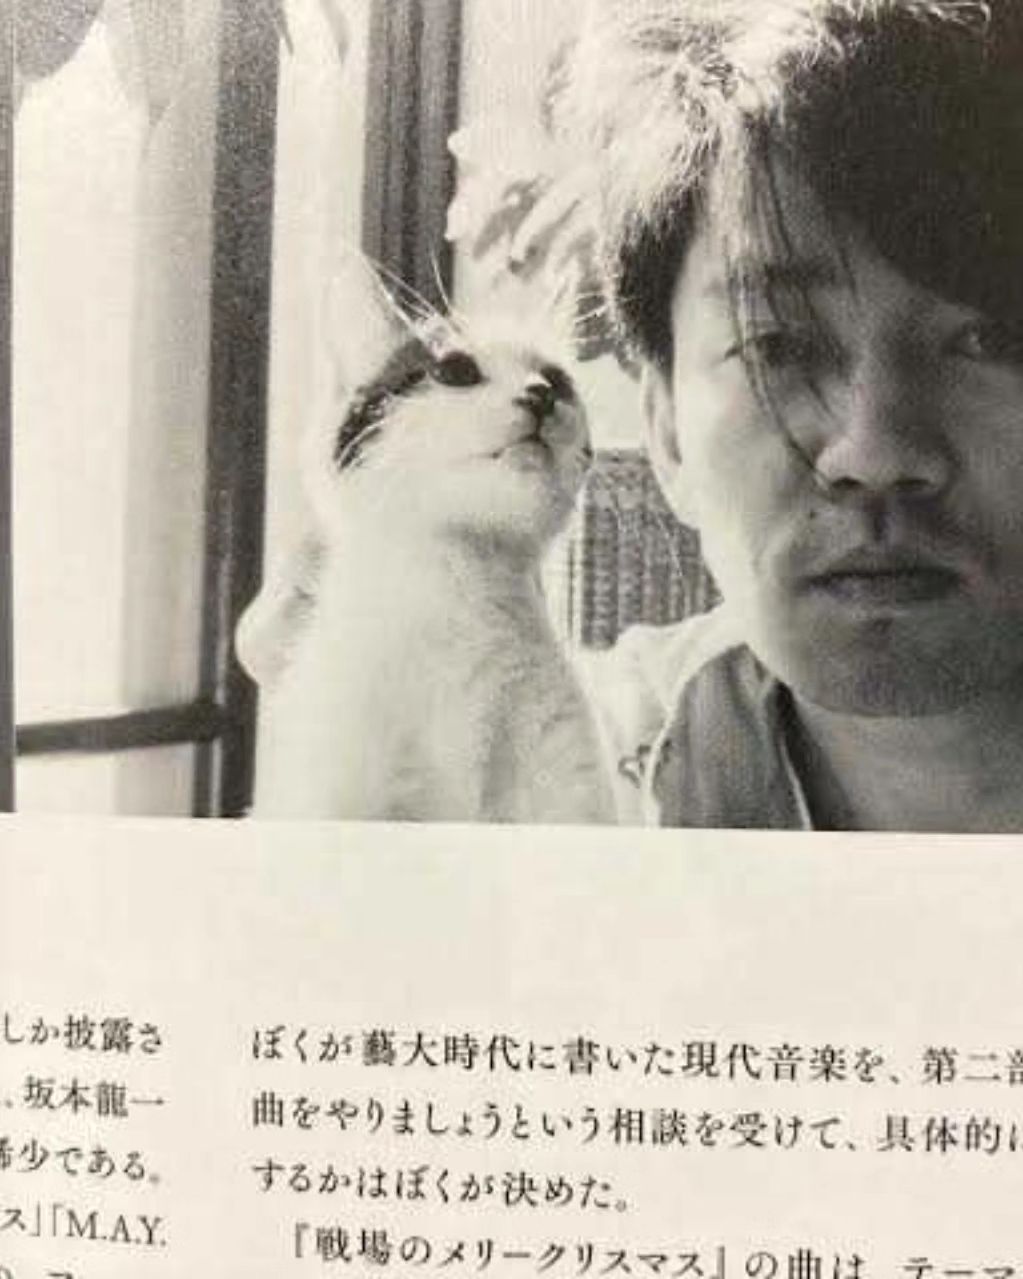 しか披露さ
、坂本龍一
稀少である。
ス」「M.A.Y.
ぼくが藝大時代に書いた現代音楽を、第二部
曲をやりましょうという相談を受けて、具体的に
するかはぼくが決めた。
『戦場のメリークリスマス』の曲は、テーマ